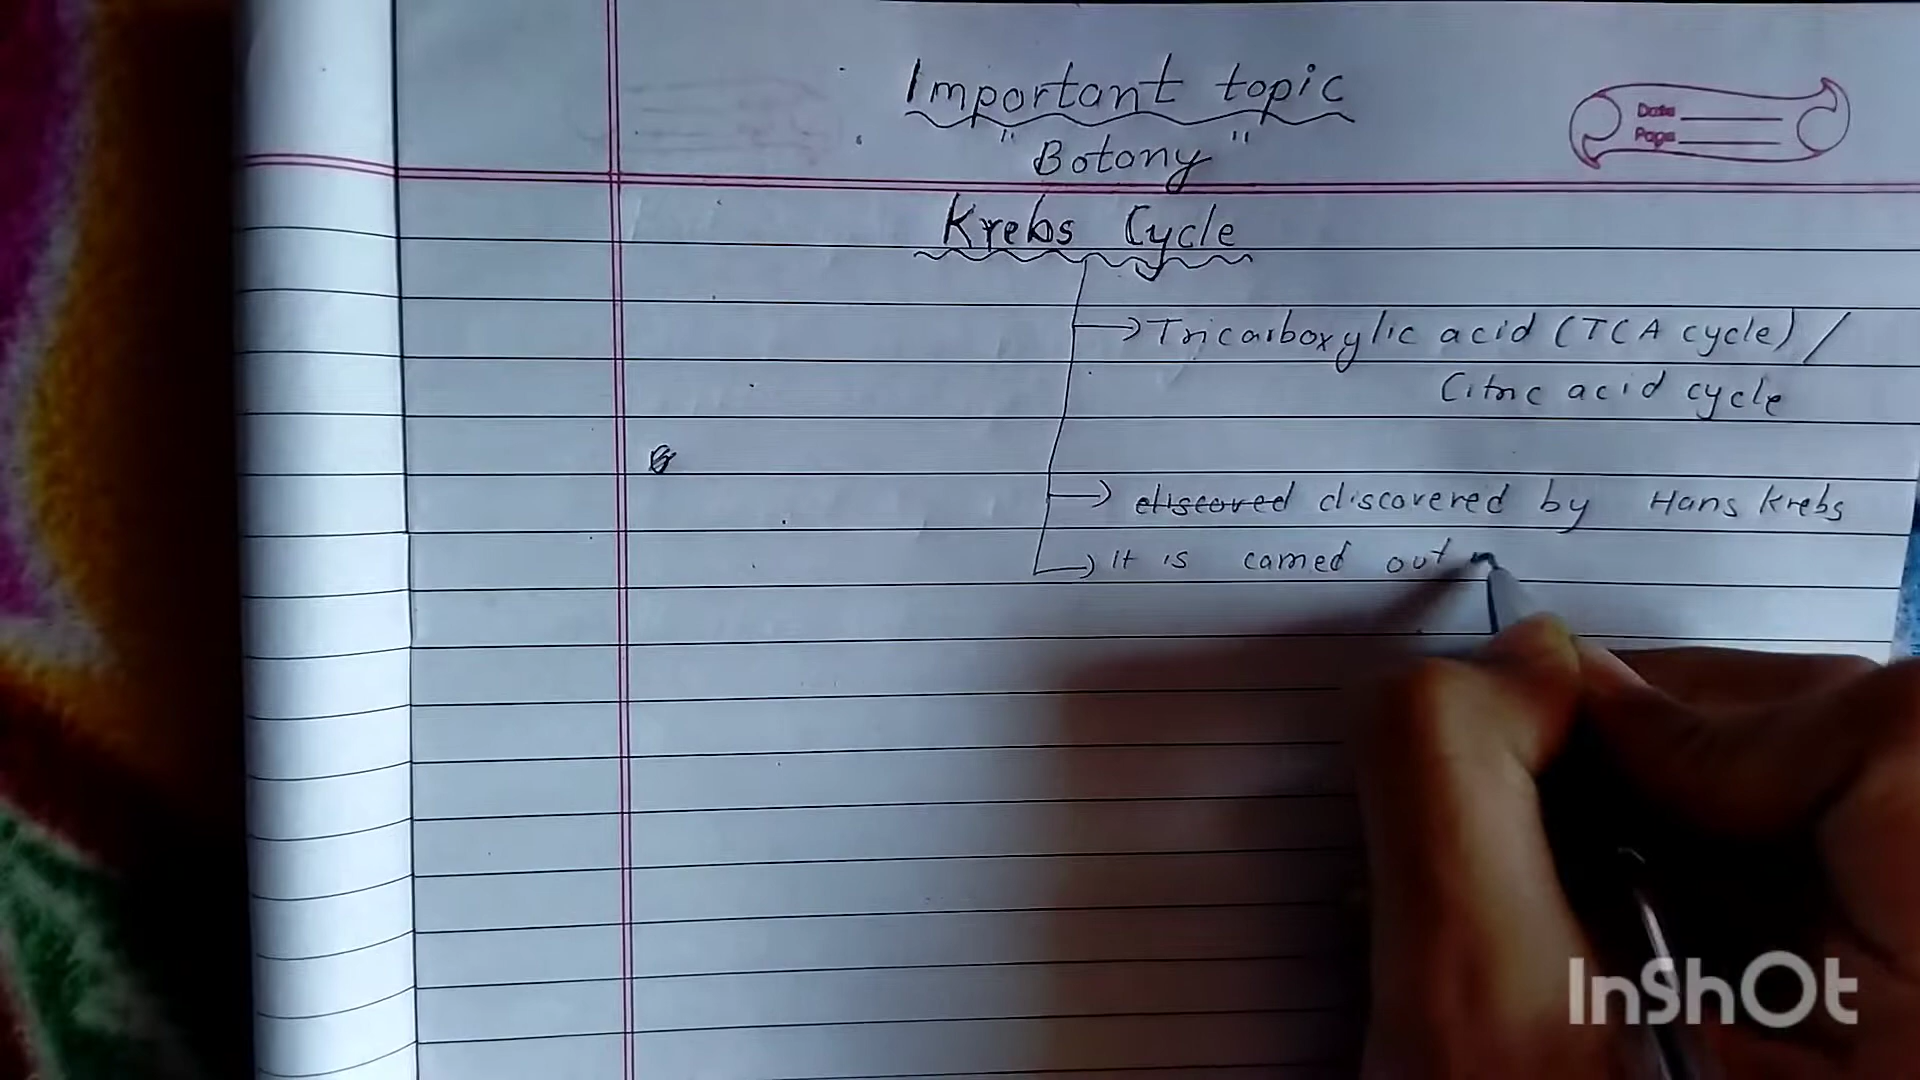 Important topic
Date
Page
"Botony"
Krebs Cycle
→ Tricarboxylic acid (TCA cycle) /
Citric acid cycle
→ discovered discovered by Hans Krebs
→ It is carried out
InShOt